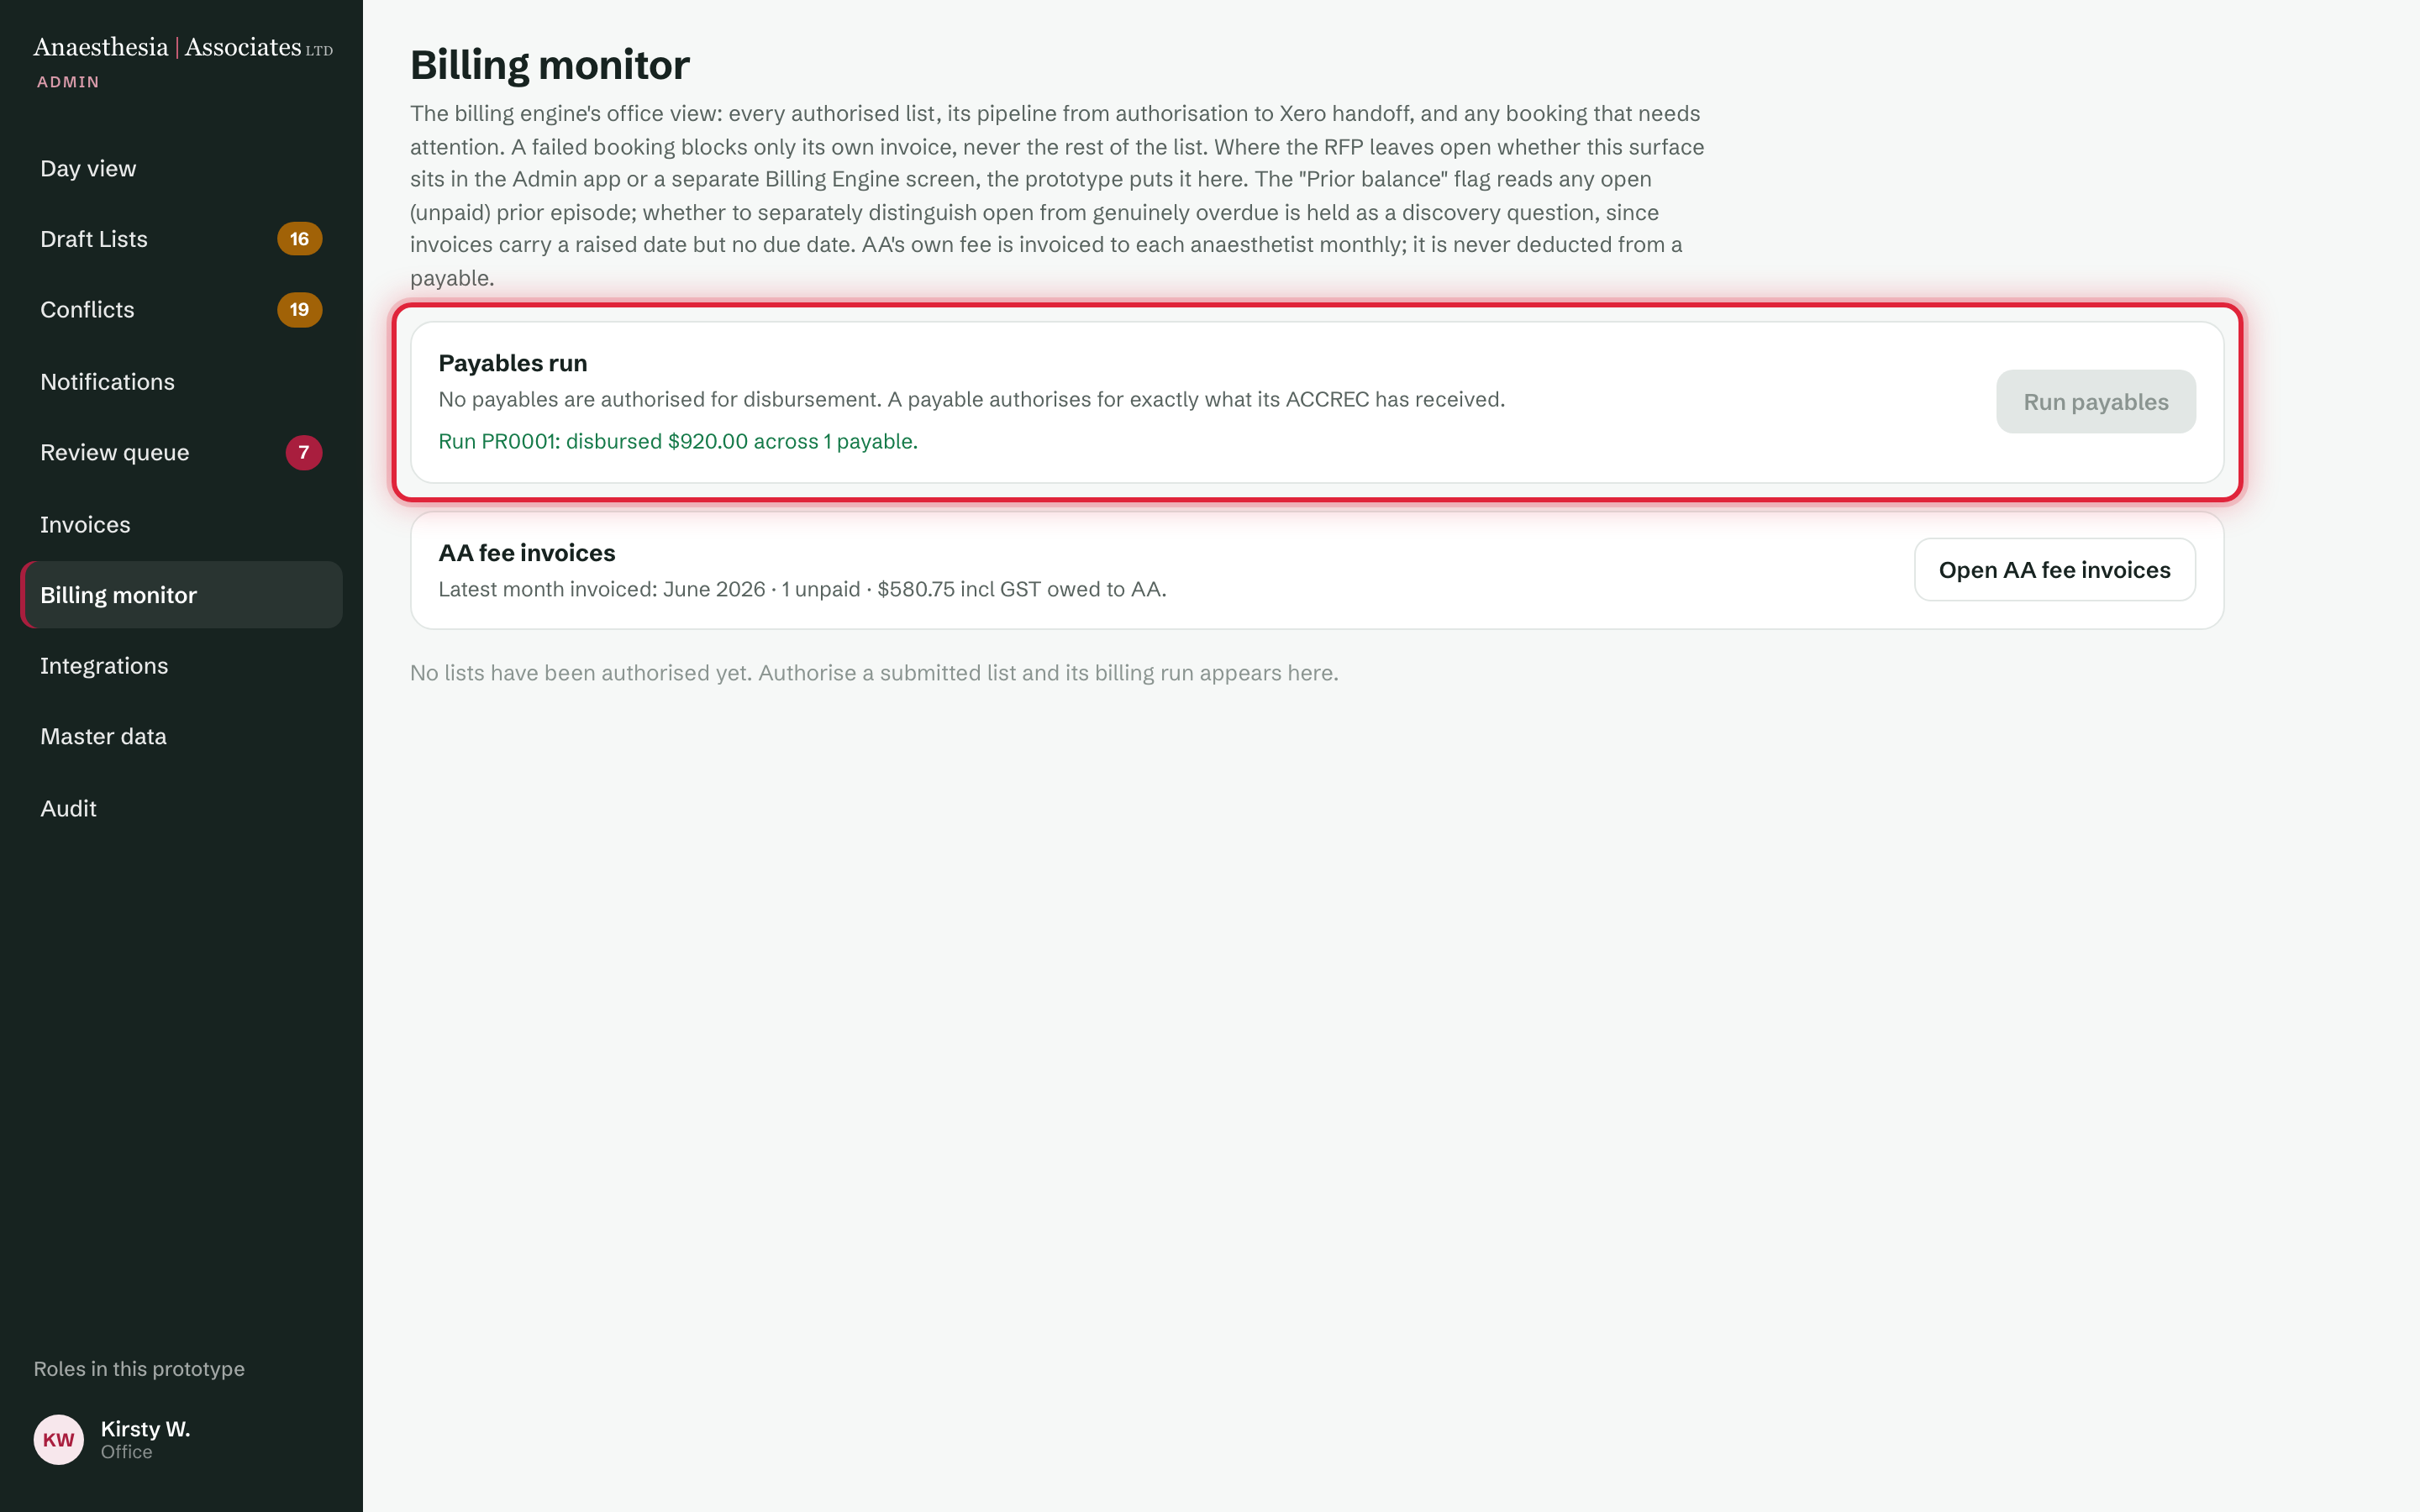 Anaesthesia | Associates LTD
ADMIN
Day view
Draft Lists 16
Conflicts 19
Notifications
Review queue 7
Invoices
Billing monitor
Integrations
Master data
Audit
Roles in this prototype
KW
Kirsty W.
Office
Billing monitor
The billing engine's office view: every authorised list, its pipeline from authorisation to Xero handoff, and any booking that needs
attention. A failed booking blocks only its own invoice, never the rest of the list. Where the RFP leaves open whether this surface
sits in the Admin app or a separate Billing Engine screen, the prototype puts it here. The "Prior balance" flag reads any open
(unpaid) prior episode; whether to separately distinguish open from genuinely overdue is held as a discovery question, since
invoices carry a raised date but no due date. AA's own fee is invoiced to each anaesthetist monthly; it is never deducted from a
payable.
Payables run
No payables are authorised for disbursement. A payable authorises for exactly what its ACCREC has received.
Run PR0001: disbursed $920.00 across 1 payable.
Run payables
AA fee invoices
Latest month invoiced: June 2026 · 1 unpaid · $580.75 incl GST owed to AA.
Open AA fee invoices
No lists have been authorised yet. Authorise a submitted list and its billing run appears here.